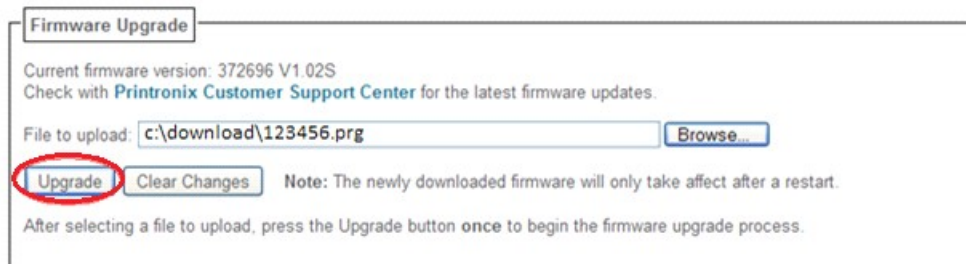 Firmware Upgrade
Current firmware version: 372696 V1.02S
Check with Printronix Customer Support Center for the latest firmware updates.
File to upload: c:\download\123456.prg Browse...
Upgrade Clear Changes Note: The newly downloaded firmware will only take affect after a restart.
After selecting a file to upload, press the Upgrade button once to begin the firmware upgrade process.